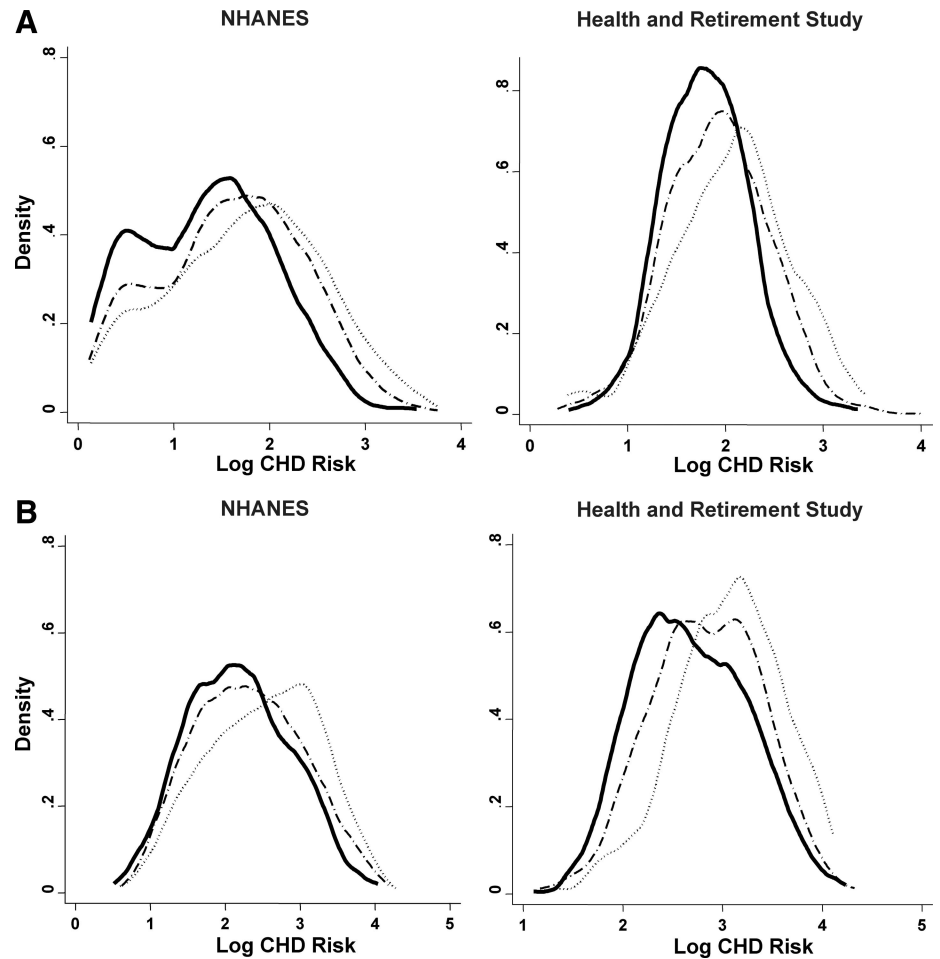 A
NHANES
Health and Retirement Study
.8
.6
.4
.2
0
Density
0 1 2 3 4
Log CHD Risk
.8
.6
.4
.2
0
0 1 2 3 4
Log CHD Risk
B
NHANES
Health and Retirement Study
.8
.6
.4
.2
0
Density
0 1 2 3 4 5
Log CHD Risk
.8
.6
.4
.2
0
1 2 3 4 5
Log CHD Risk